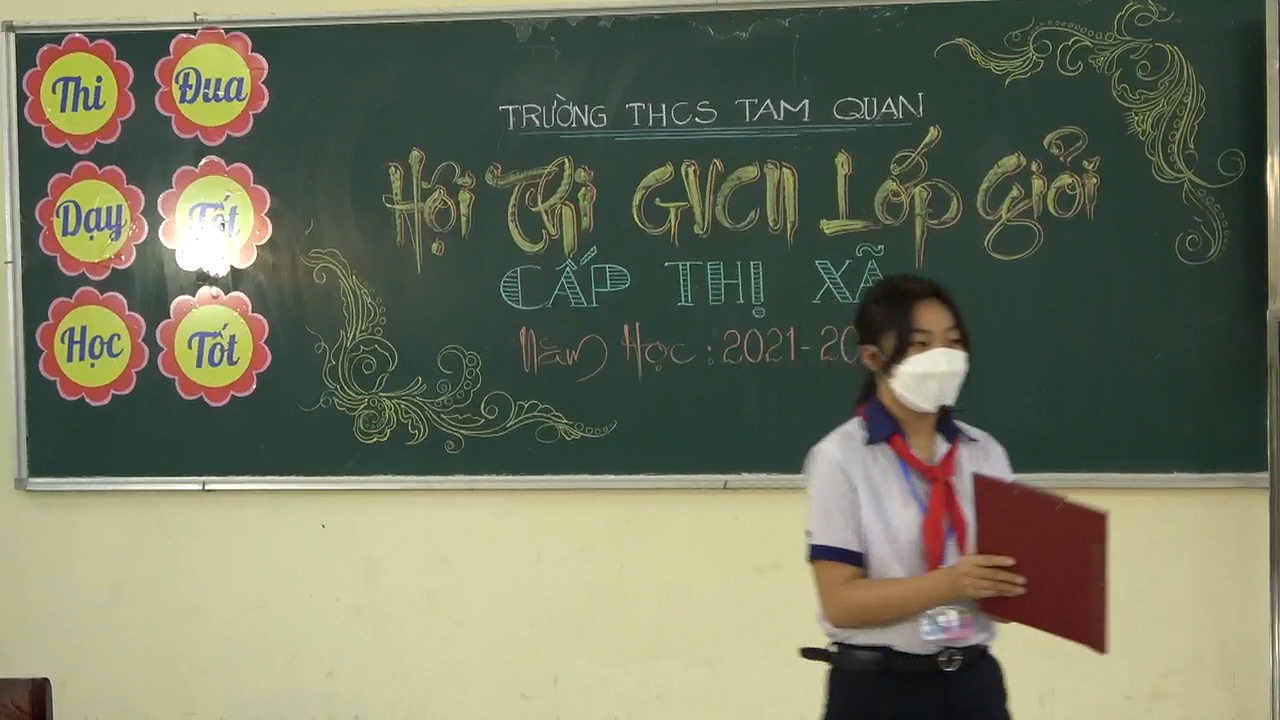 Thi Đua
Dạy Tốt
Học Tốt
TRƯỜNG THCS TAM QUAN
Hội Thi GVCN Lớp Giỏi
CẤP THỊ XÃ
Năm Học : 2021-20